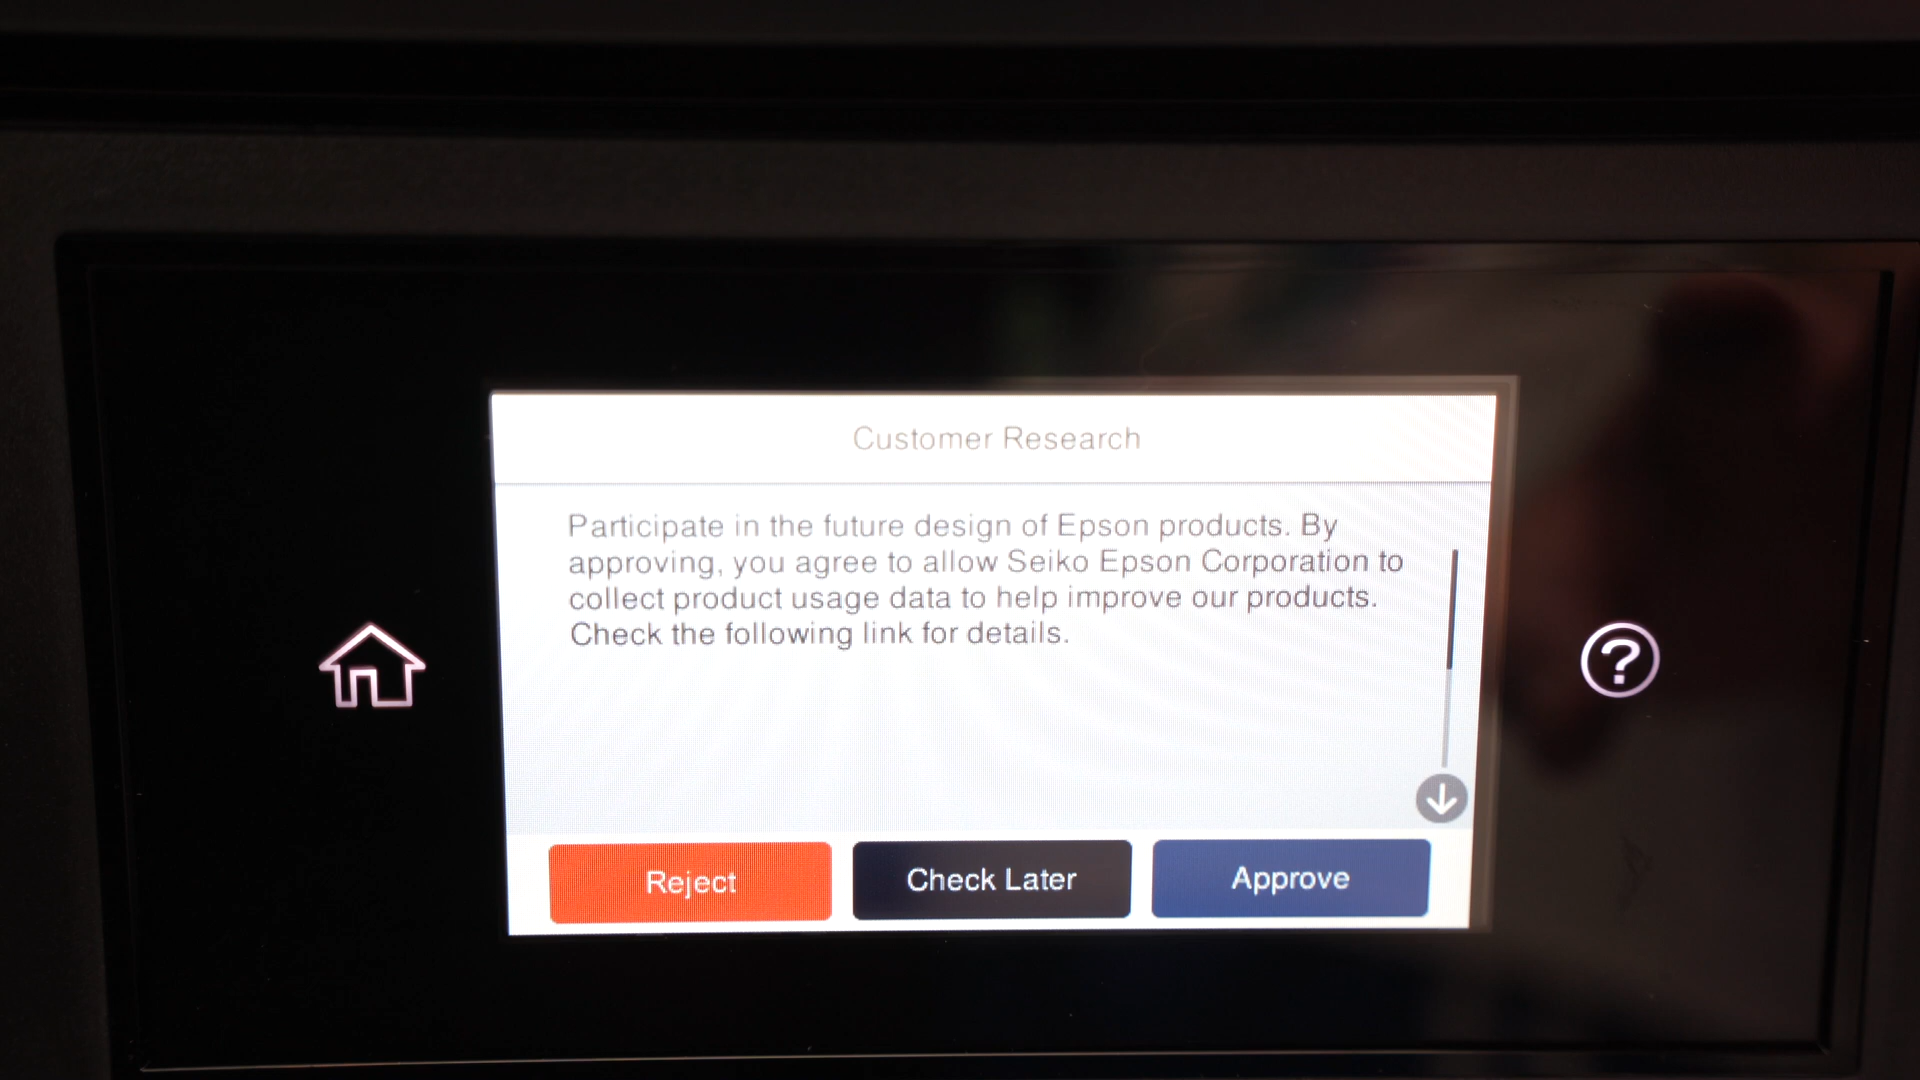 Customer Research
Participate in the future design of Epson products. By
approving, you agree to allow Seiko Epson Corporation to
collect product usage data to help improve our products.
Check the following link for details.
Reject
Check Later
Approve
?